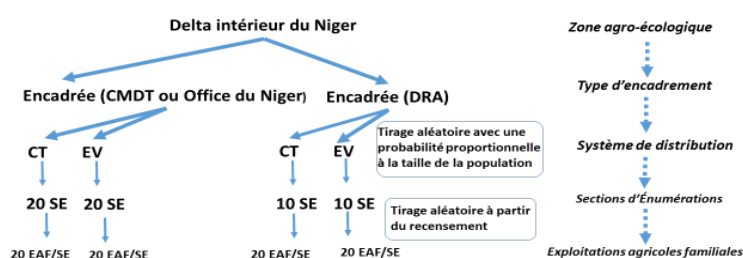 Delta intérieur du Niger
Zone agro-écologique
Encadrée (CMDT ou Office du Niger)
Encadrée (DRA)
Type d'encadrement
CT
EV
CT
EV
Tirage aléatoire avec une
probabilité proportionnelle
à la taille de la population
Système de distribution
20 SE
20 SE
10 SE
10 SE
Tirage aléatoire à partir
du recensement
Sections d'Énumérations
20 EAF/SE
20 EAF/SE
20 EAF/SE
20 EAF/SE
Exploitations agricoles familiales